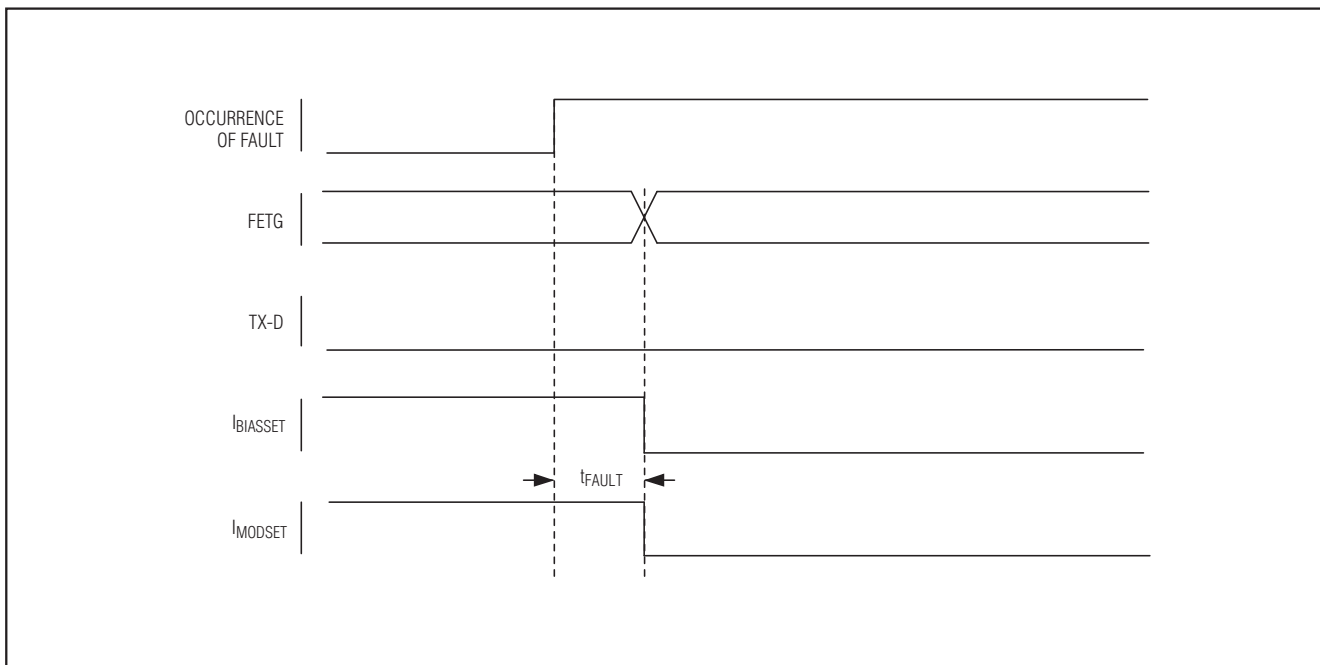 OCCURRENCE
OF FAULT
FETG
TX-D
IBIASSET
tFAULT
IMODSET